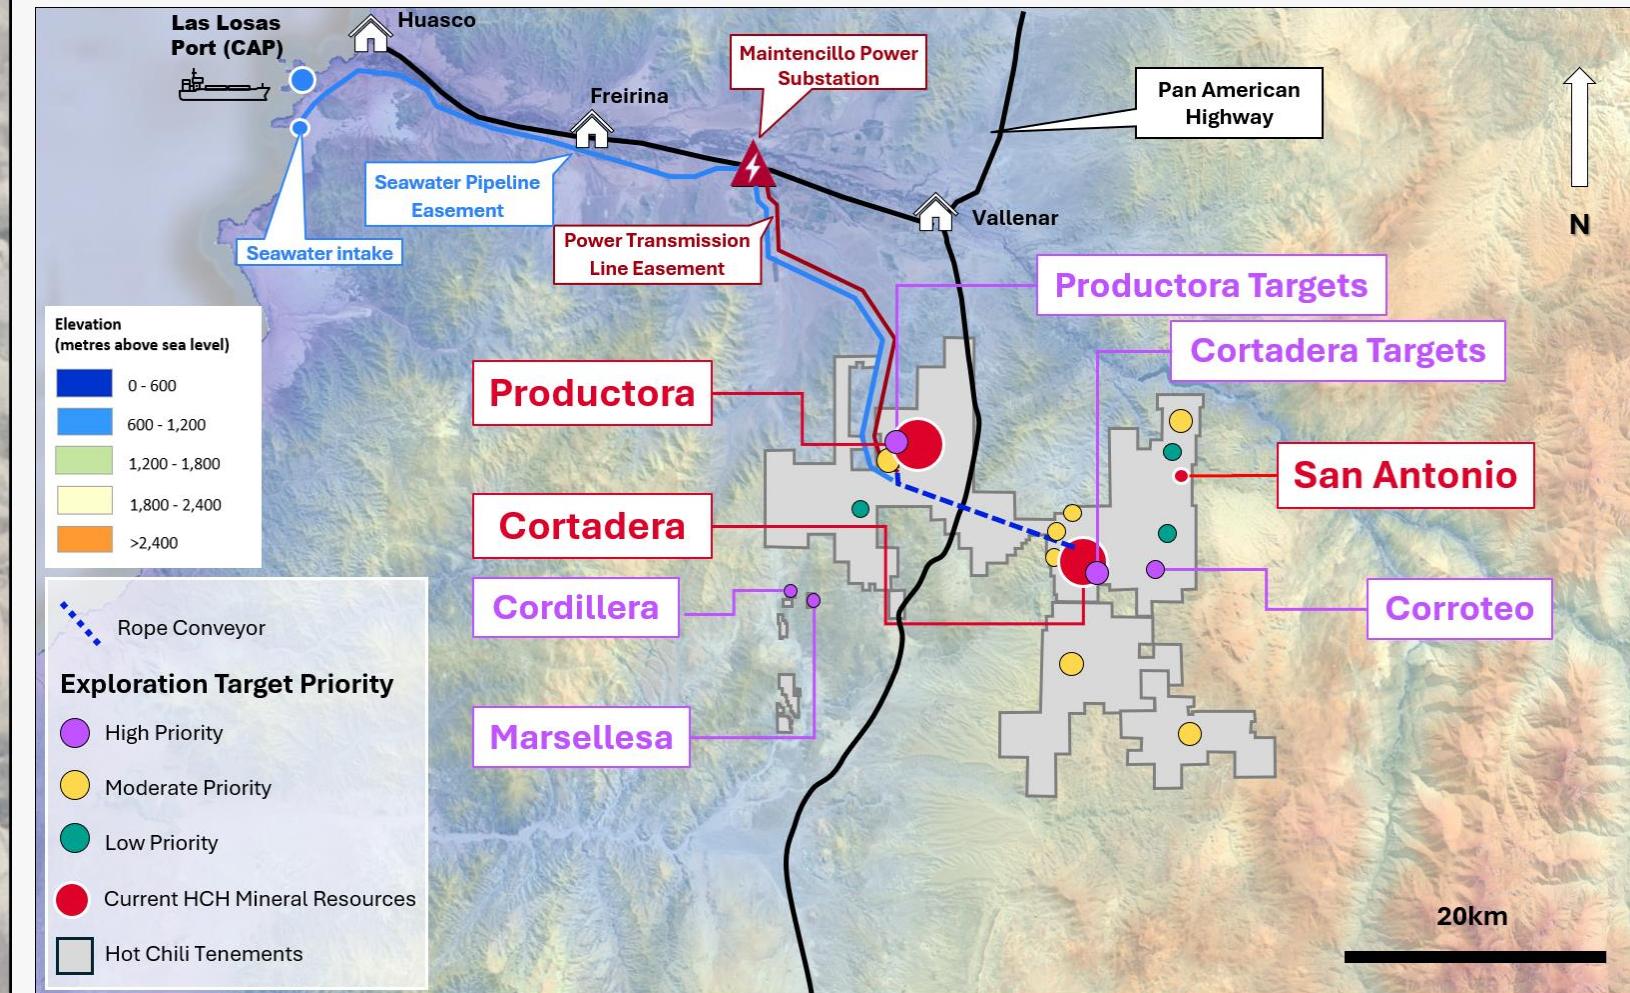 Las Losas
Port (CAP)
Huasco
Freirina
Maintencillo Power
Substation
Pan American
Highway
N
Seawater Pipeline
Easement
Seawater intake
Power Transmission
Line Easement
Vallenar
Productora Targets
Cortadera Targets
Productora
San Antonio
Cortadera
Cordillera
Corroteo
Marsellesa
Elevation
(metres above sea level)
0 - 600
600 - 1,200
1,200 - 1,800
1,800 - 2,400
>2,400
Rope Conveyor
Exploration Target Priority
High Priority
Moderate Priority
Low Priority
Current HCH Mineral Resources
Hot Chili Tenements
20km